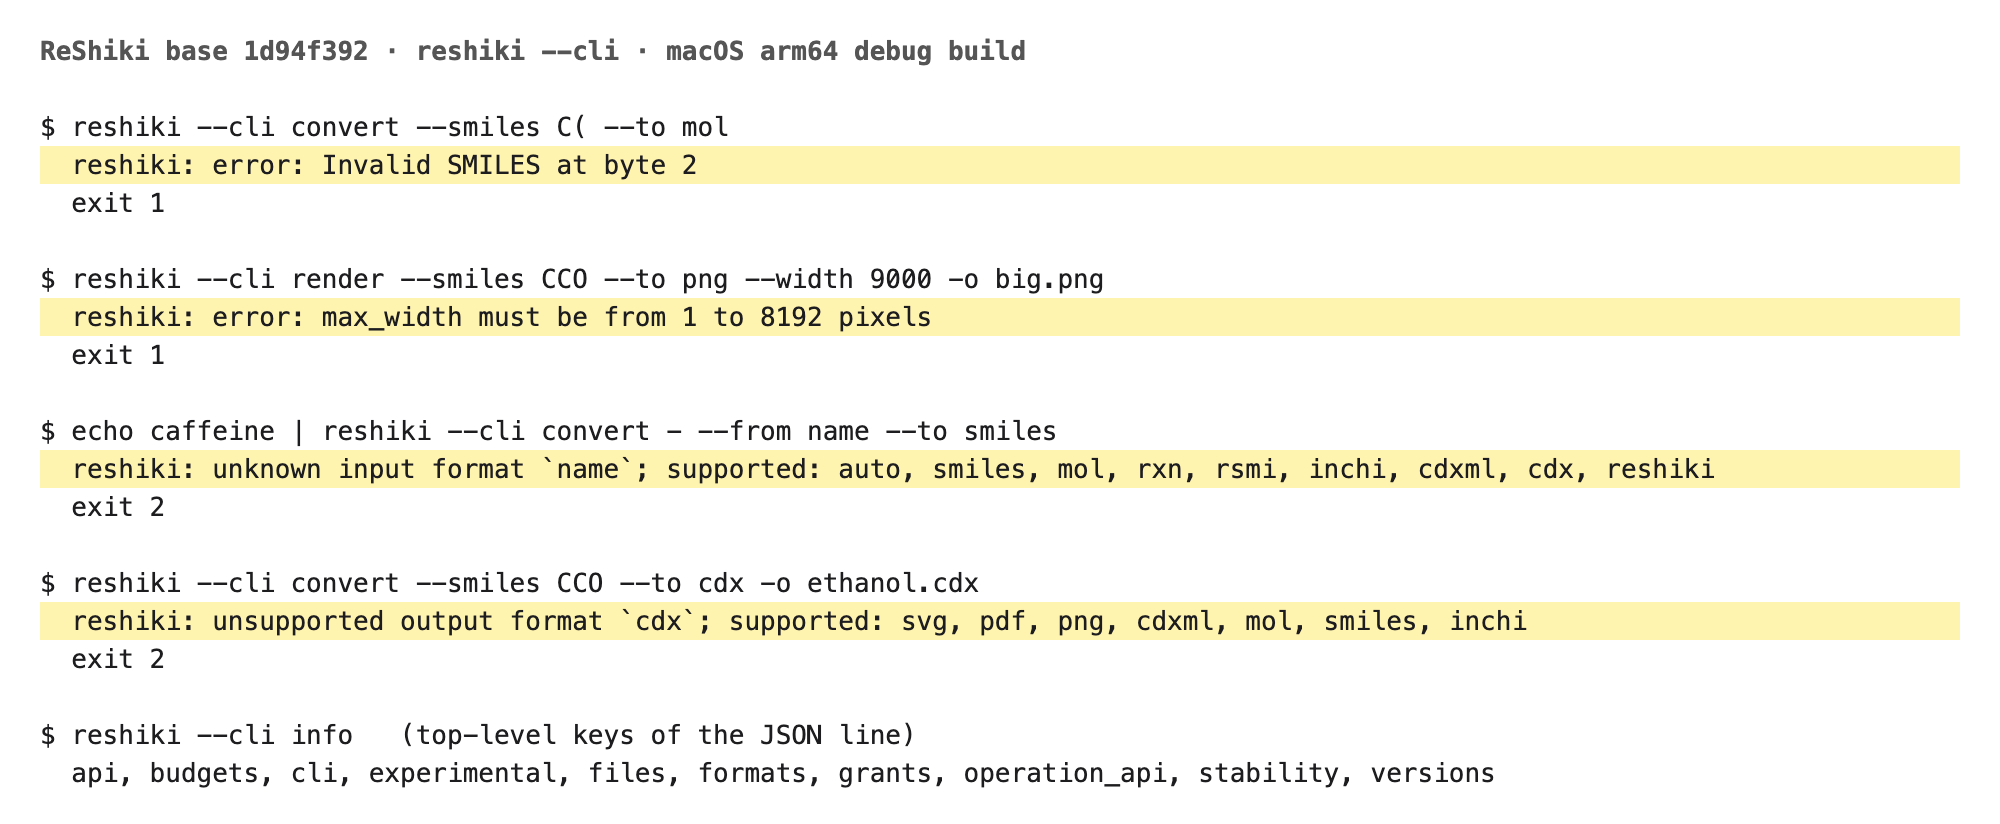 ReShiki base 1d94f392 · reshiki --cli · macOS arm64 debug build
$ reshiki --cli convert --smiles C( --to mol
reshiki: error: Invalid SMILES at byte 2
exit 1
$ reshiki --cli render --smiles CCO --to png --width 9000 -o big.png
reshiki: error: max_width must be from 1 to 8192 pixels
exit 1
$ echo caffeine | reshiki --cli convert - --from name --to smiles
reshiki: unknown input format `name`; supported: auto, smiles, mol, rxn, rsmi, inchi, cdxml, cdx, reshiki
exit 2
$ reshiki --cli convert --smiles CCO --to cdx -o ethanol.cdx
reshiki: unsupported output format `cdx`; supported: svg, pdf, png, cdxml, mol, smiles, inchi
exit 2
$ reshiki --cli info   (top-level keys of the JSON line)
api, budgets, cli, experimental, files, formats, grants, operation_api, stability, versions